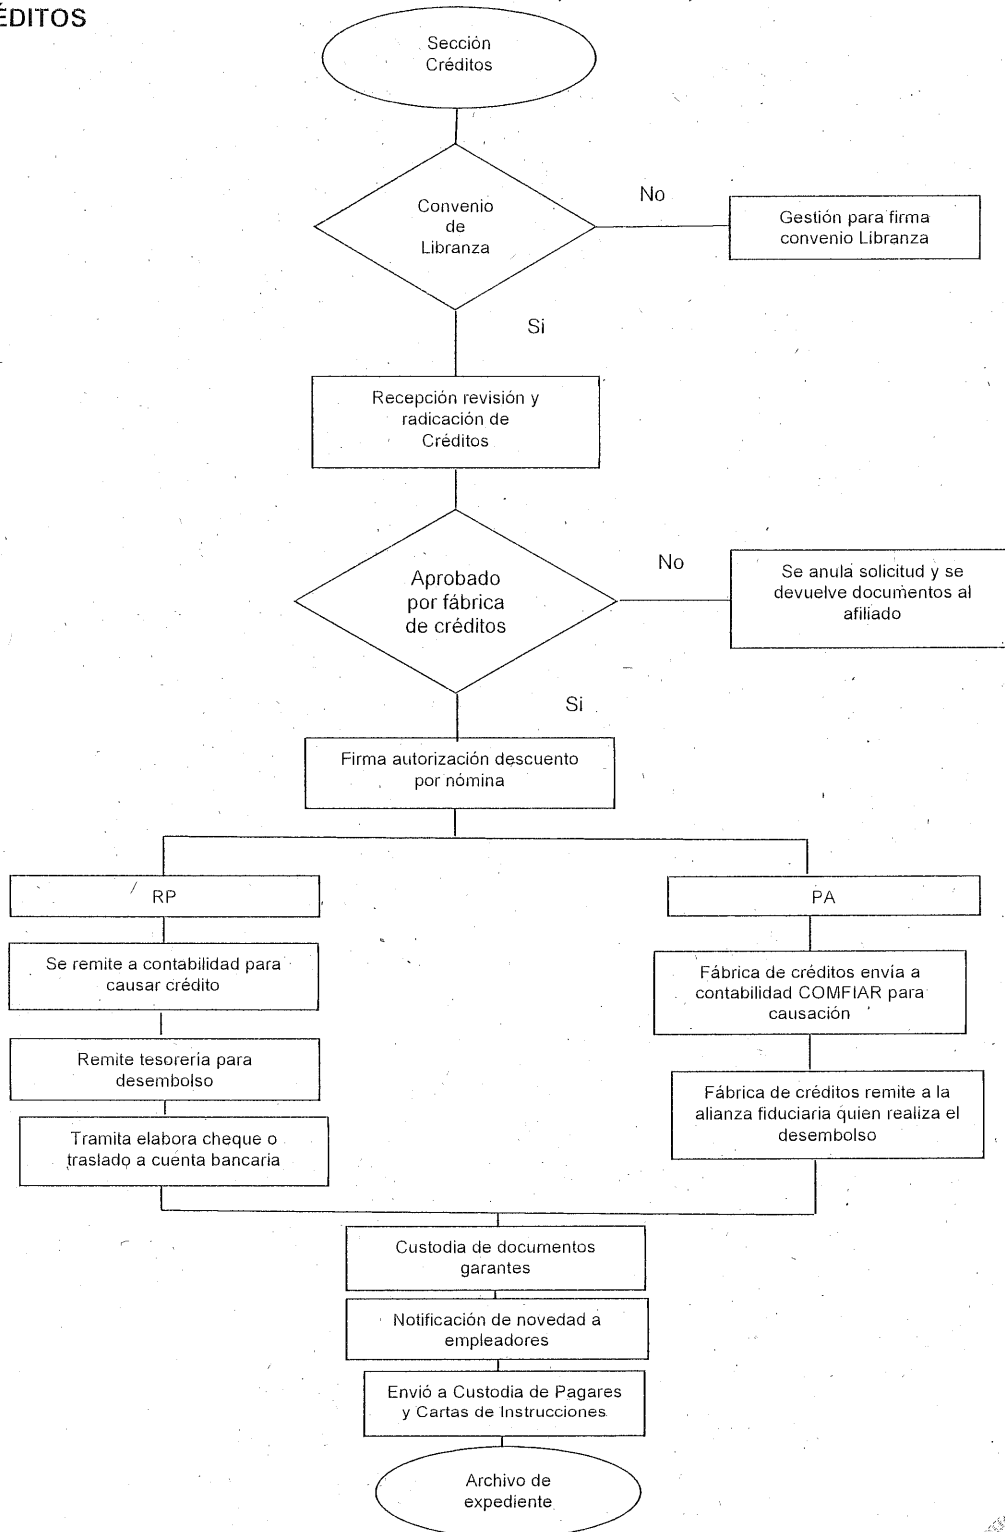 ÉDITOS
Sección
Créditos
Convenio
de
Libranza
No
Gestión para firma
convenio Libranza
Si
Recepción revisión y
radicación de
Créditos
Aprobado
por fábrica
de créditos
No
Se anula solicitud y se
devuelve documentos al
afiliado
Si
Firma autorización descuento
por nómina
RP
Se remite a contabilidad para
causar crédito
Remite tesorería para
desembolso
Tramita elabora cheque o
traslado a cuenta bancaria
PA
Fábrica de créditos envía a
contabilidad COMFIAR para
causación
Fábrica de créditos remite a la
alianza fiduciaria quien realiza el
desembolso
Custodia de documentos
garantes
Notificación de novedad a
empleadores
Envió a Custodia de Pagares
y Cartas de Instrucciones
Archivo de
expediente